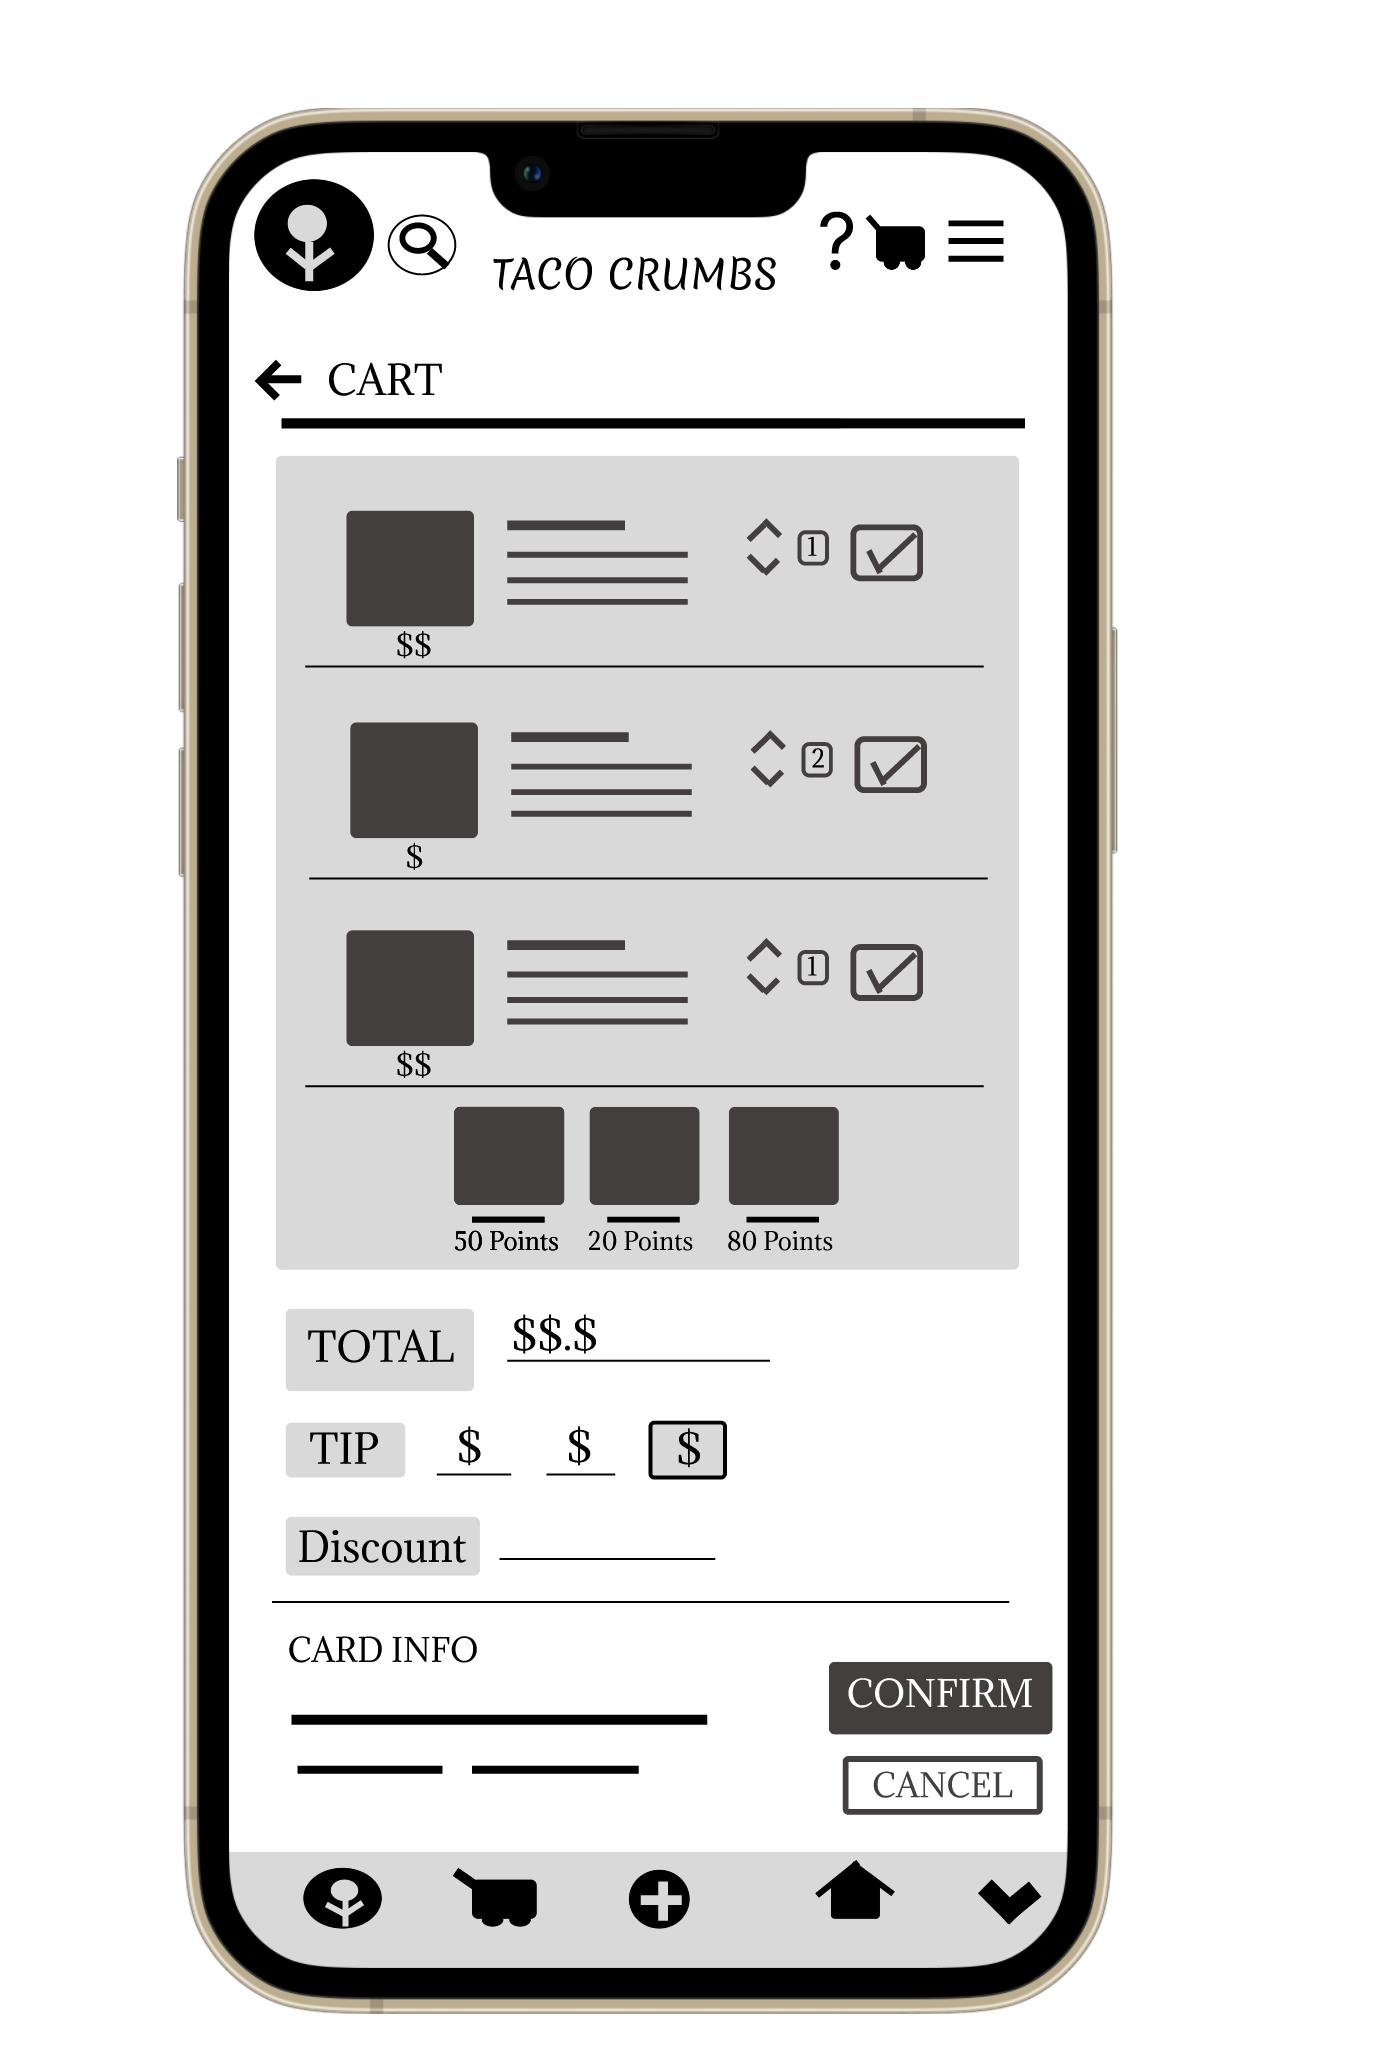 ?
TACO CRUMBS
CART
1
$$
2
$
1
$$
50 Points 20 Points 80 Points
TOTAL $$.$
TIP $ $ $
Discount
CARD INFO
CONFIRM
CANCEL